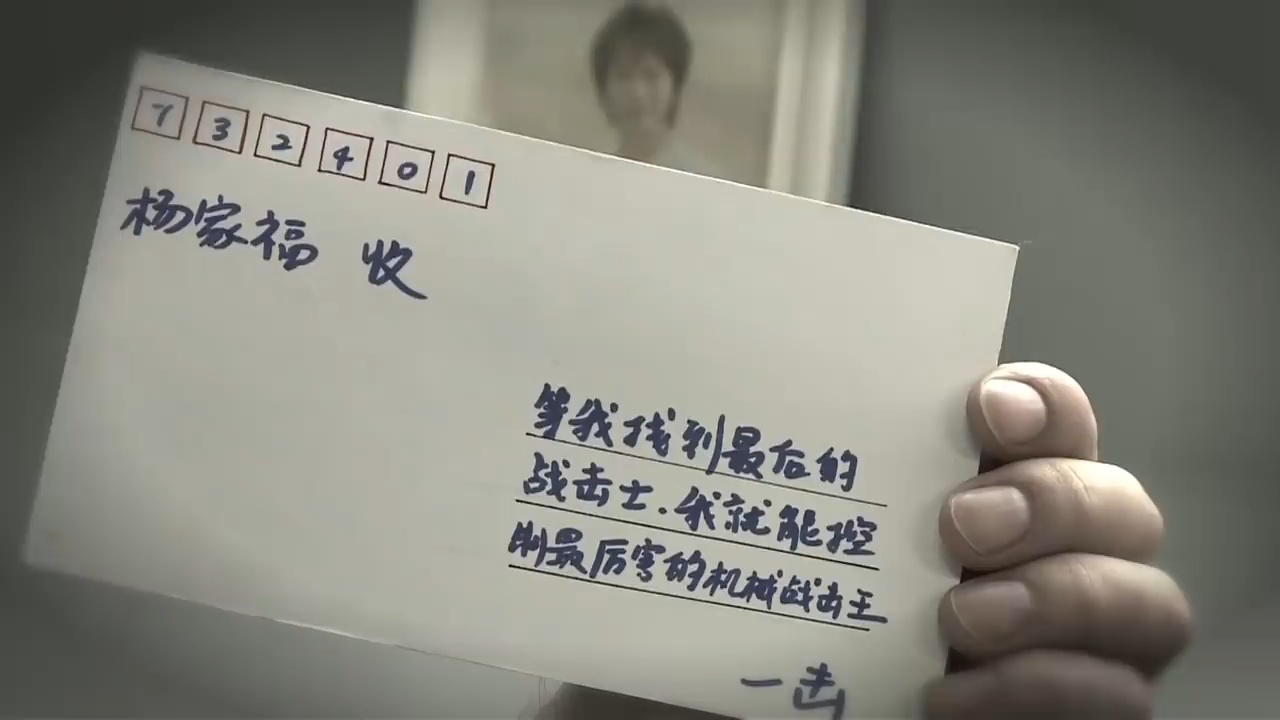 732401
杨家福 收
等我找到最后的
战击士.我就能控
制最厉害的机械战击王
一击